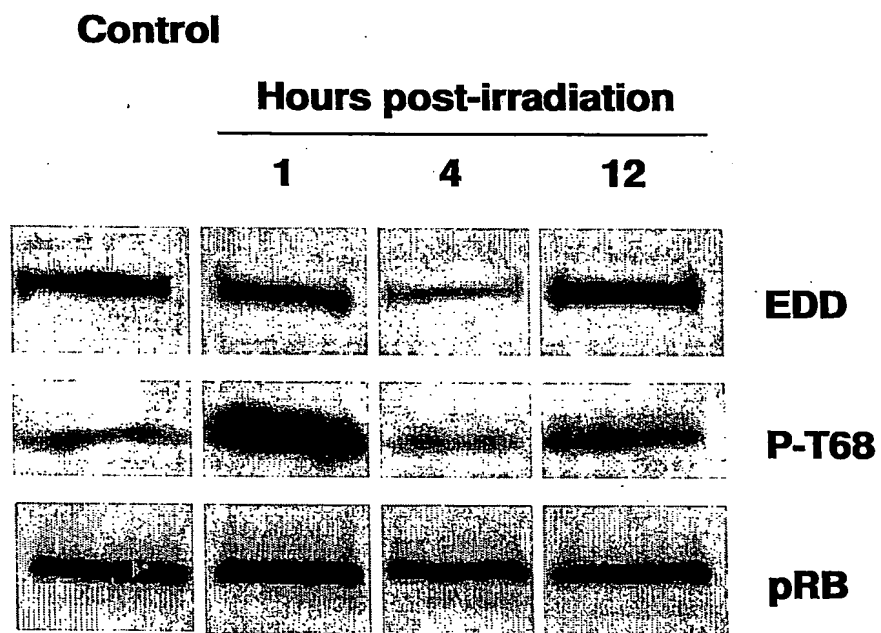 Control
Hours post-irradiation
1 4 12
EDD
P-T68
pRB